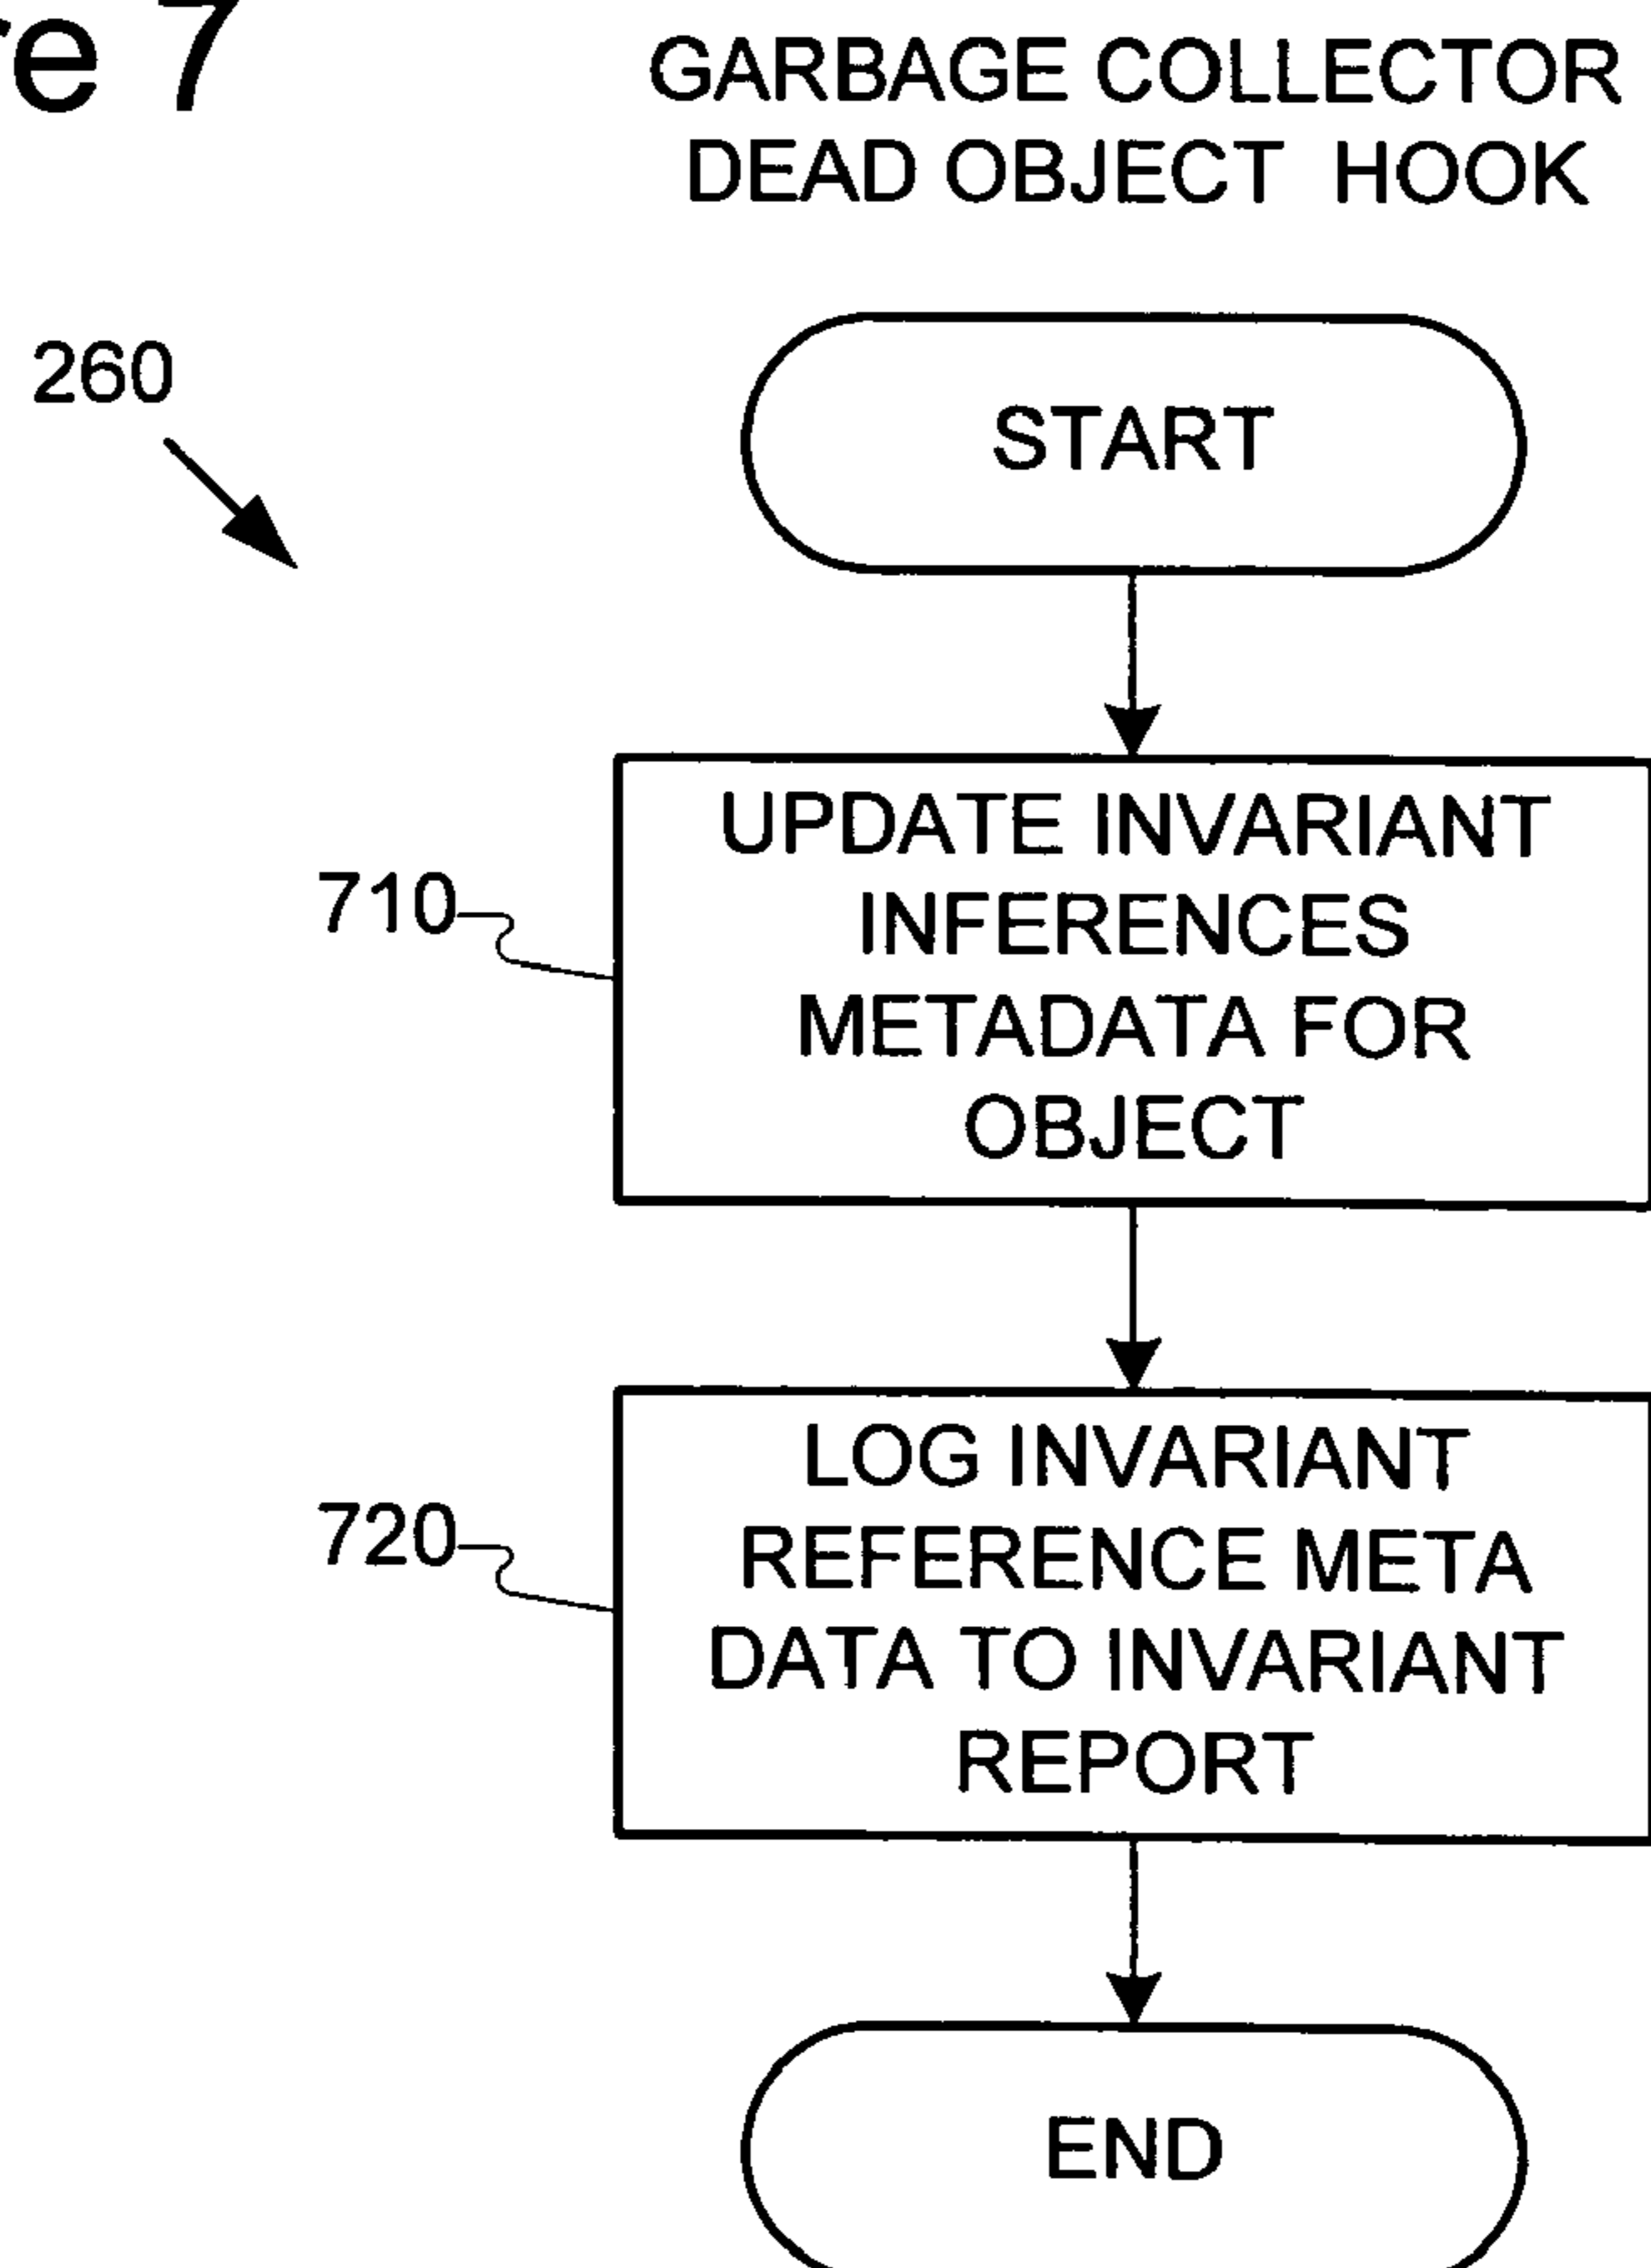 re 7
GARBAGE COLLECTOR
DEAD OBJECT HOOK
260
START
710
UPDATE INVARIANT
INFERENCES
METADATA FOR
OBJECT
720
LOG INVARIANT
REFERENCE META
DATA TO INVARIANT
REPORT
END